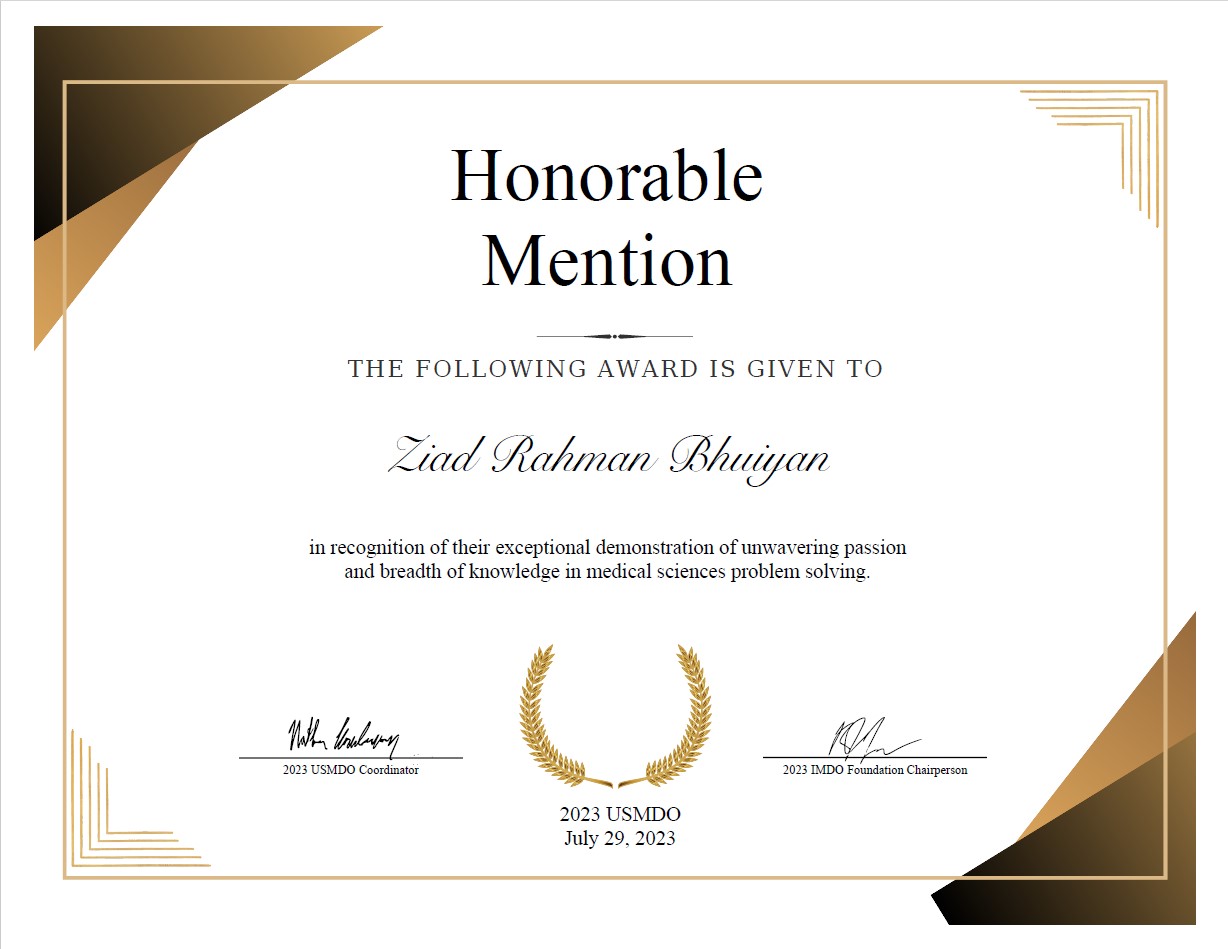 Honorable
Mention
THE FOLLOWING AWARD IS GIVEN TO
Ziad Rahman Bhuiyan
in recognition of their exceptional demonstration of unwavering passion
and breadth of knowledge in medical sciences problem solving.
2023 USMDO Coordinator
2023 IMDO Foundation Chairperson
2023 USMDO
July 29, 2023